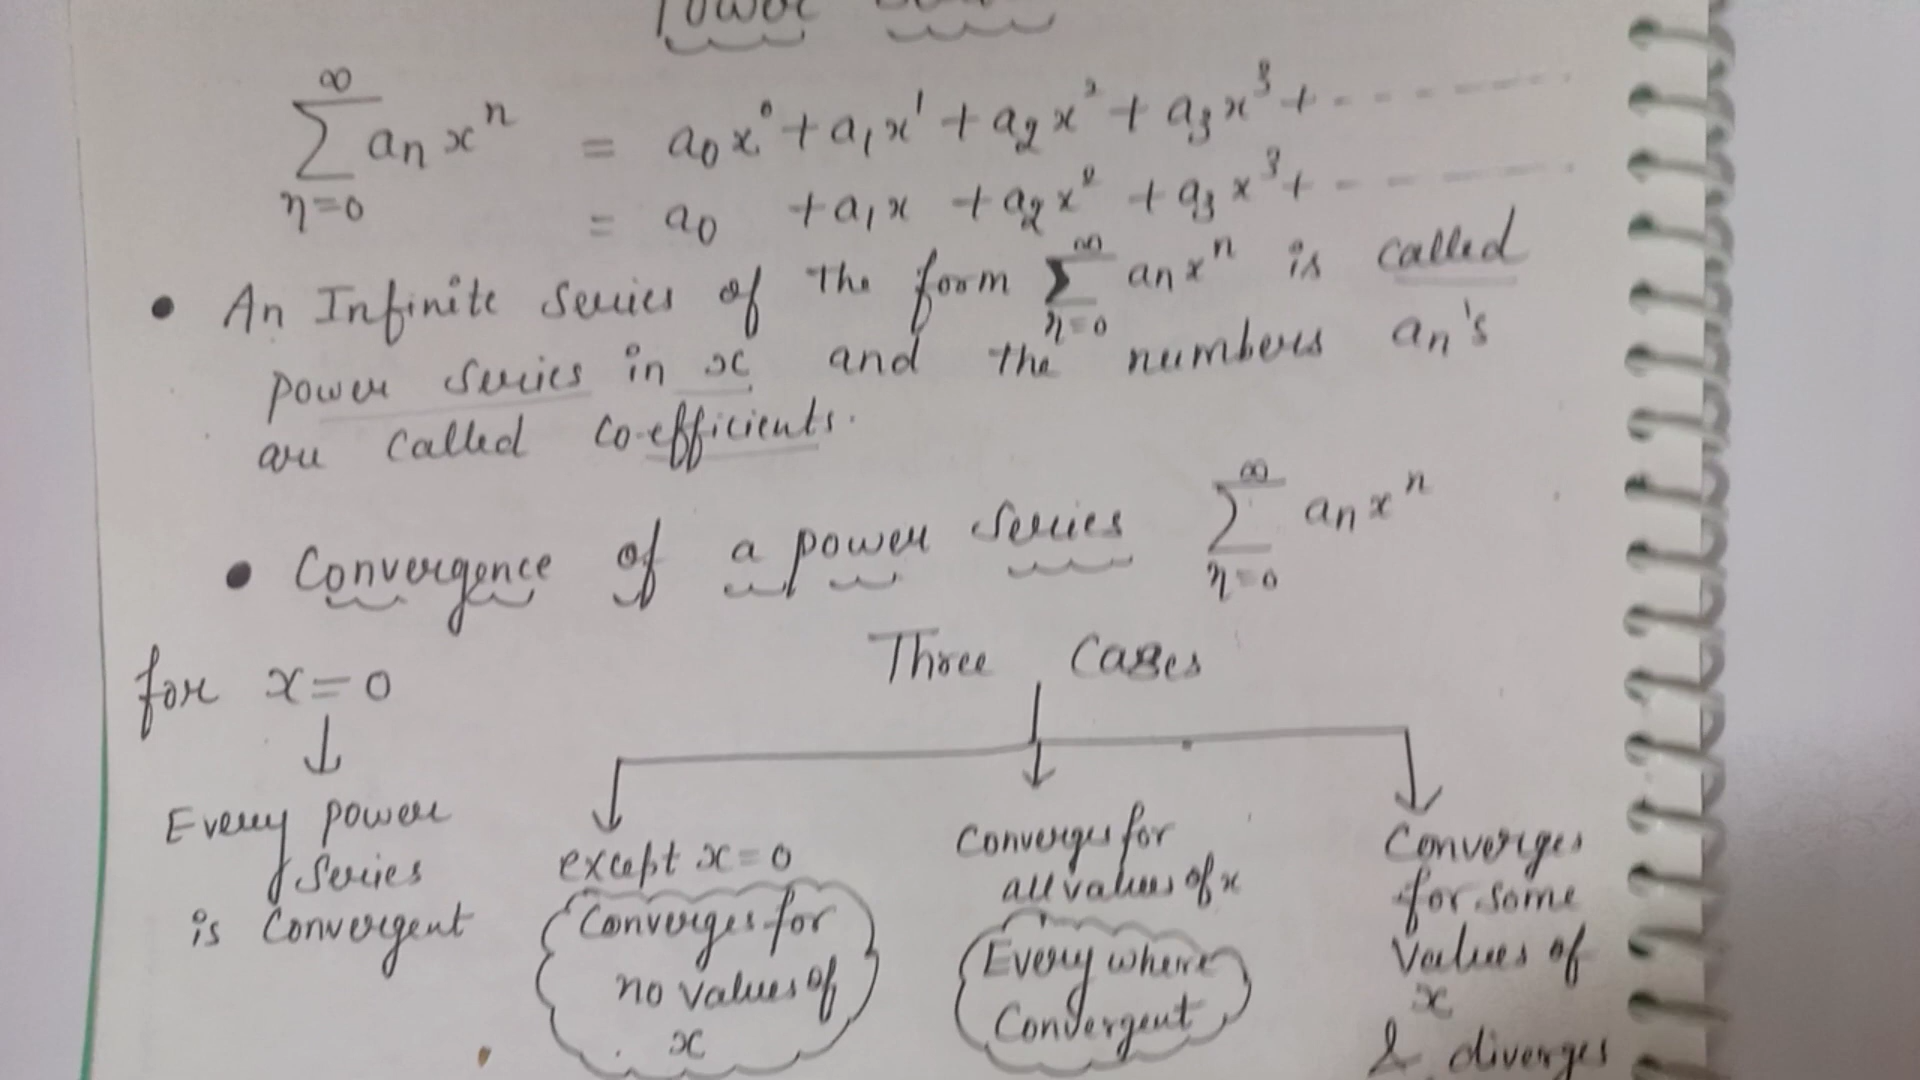 Power
∑_{n=0}^{∞} aₙxⁿ = a₀x⁰ + a₁x¹ + a₂x² + a₃x³ + - - - - - -
= a₀ + a₁x + a₂x² + a₃x³ + - - - - - -
• An Infinite Series of the form ∑_{n=0}^{∞} aₙxⁿ is called
power series in x and the numbers aₙ's
are called co-efficients.
• Convergence of a power series ∑_{n=0}^{∞} aₙxⁿ
Three Cases
for x=0
↓
Every power
series
is convergent
except x=0
Converges for
no values of
x
Converges for
all values of x
Every where
Convergent
Converges
for some
Values of
x
& diverges